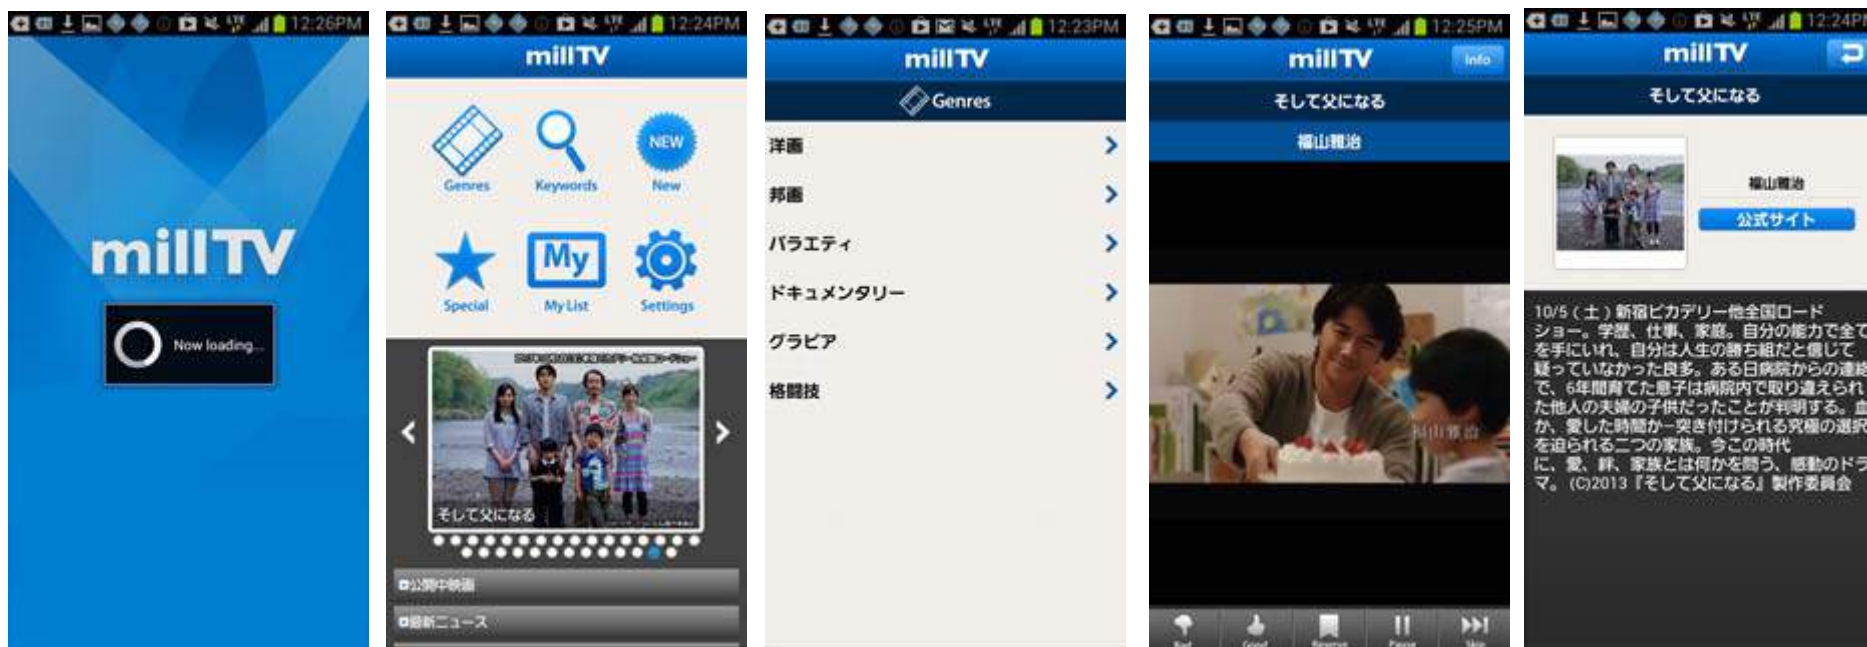 12:26PM
millTV
Now loading...
12:24PM
millTV
Genres
Keywords
NEW
New
Special
My
My List
Settings
そして父になる
公開中映画
最新ニュース
12:23PM
millTV
Genres
洋画
邦画
バラエティ
ドキュメンタリー
グラビア
格闘技
12:25PM
millTV
Info
そして父になる
福山雅治
福山雅治
Bad
Good
Reserve
Pause
Skip
12:24P
millTV
そして父になる
福山雅治
公式サイト
10/5(土)新宿ピカデリー他全国ロード
ショー。学歴、仕事、家庭。自分の能力で全て
を手にいれ、自分は人生の勝ち組だと信じて
疑っていなかった良多。ある日病院からの連絡
で、6年間育てた息子は病院内で取り違えられ
た他人の夫婦の子供だったことが判明する。血
か、愛した時間か−突き付けられる究極の選択
を迫られる二つの家族。今この時代
に、愛、絆、家族とは何かを問う、感動のドラ
マ。(C)2013『そして父になる』製作委員会